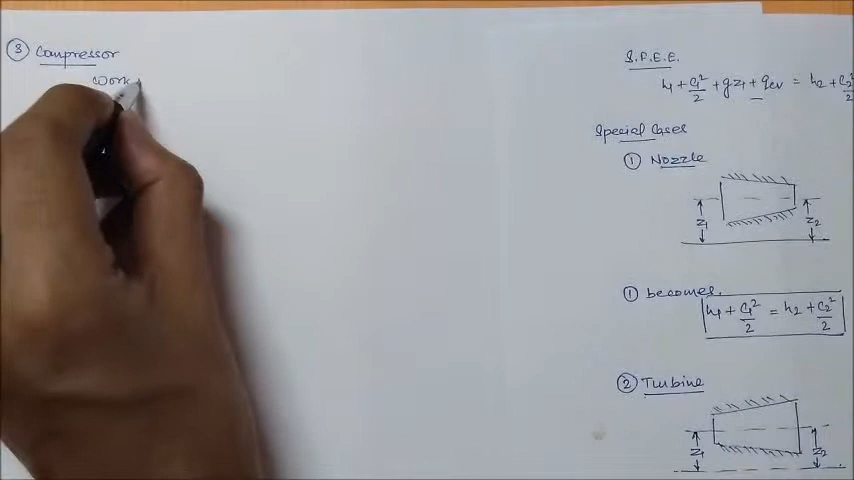 ③ Compressor
Work
S.F.E.E.
h₁ + C₁²/2 + gz₁ + qcv = h₂ + C₂²/2
Special Cases
① Nozzle
z₁ z₂
① becomes.
h₁ + C₁²/2 = h₂ + C₂²/2
② Turbine
z₁ z₂